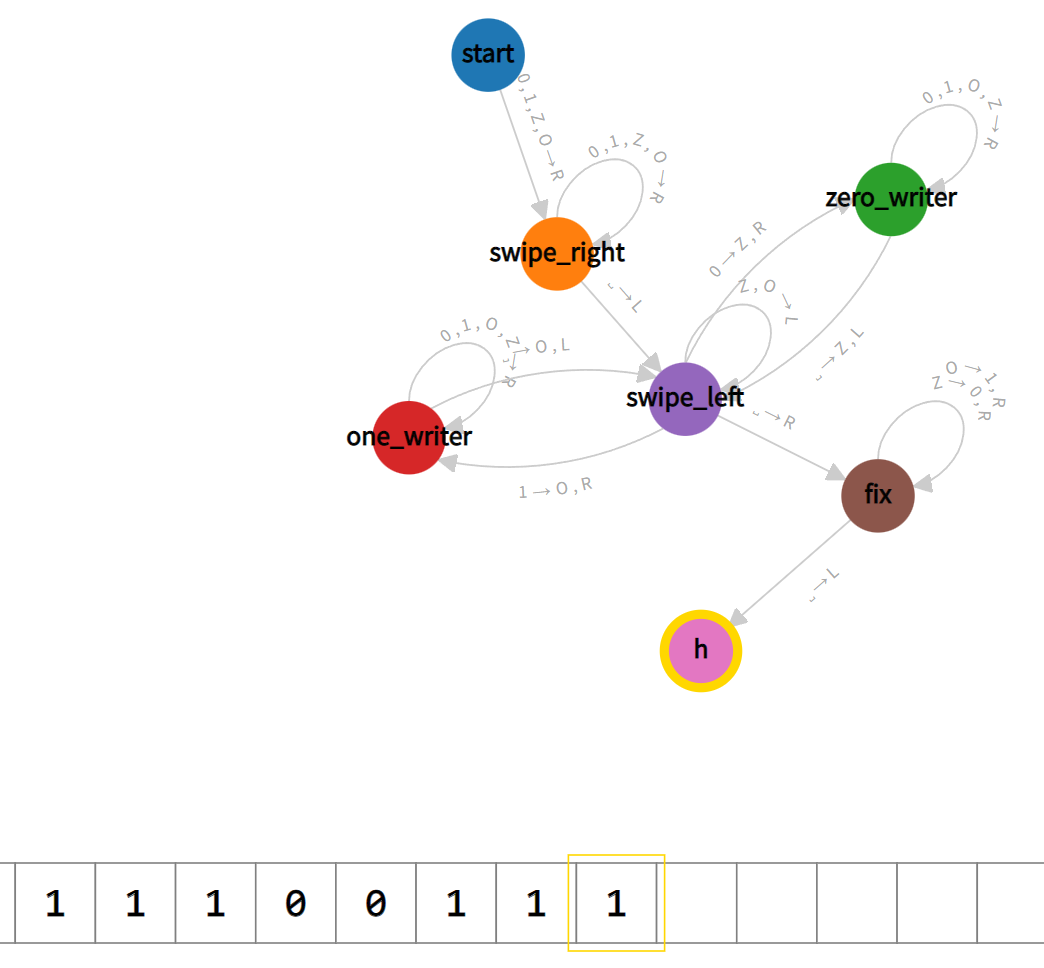 start
0,1,Z,O→R
0,1,Z,O→R
swipe_right
0,1,O,Z→R
zero_writer
0→Z,R
Z,O→L
␣→L
␣→Z,L
0,1,O,Z→R
␣→O,L
swipe_left
one_writer
␣→R
O→1,R
Z→0,R
1→O,R
fix
␣→L
h
1 1 1 0 0 1 1 1